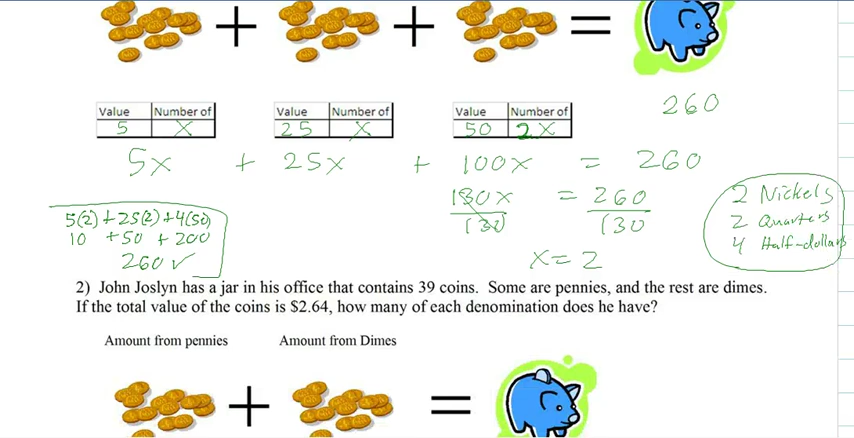 + + =
260
Value Number of Value Number of Value Number of
5 X 25 X 50 2X
5x + 25x + 100x = 260
130x = 260 2 Nickels
130 130 2 Quarters
5(2)+25(2)+4(50) 4 Half-dollars
10 +50 + 200
260 ✓ x = 2
2) John Joslyn has a jar in his office that contains 39 coins. Some are pennies, and the rest are dimes.
If the total value of the coins is $2.64, how many of each denomination does he have?
Amount from pennies Amount from Dimes
+ =